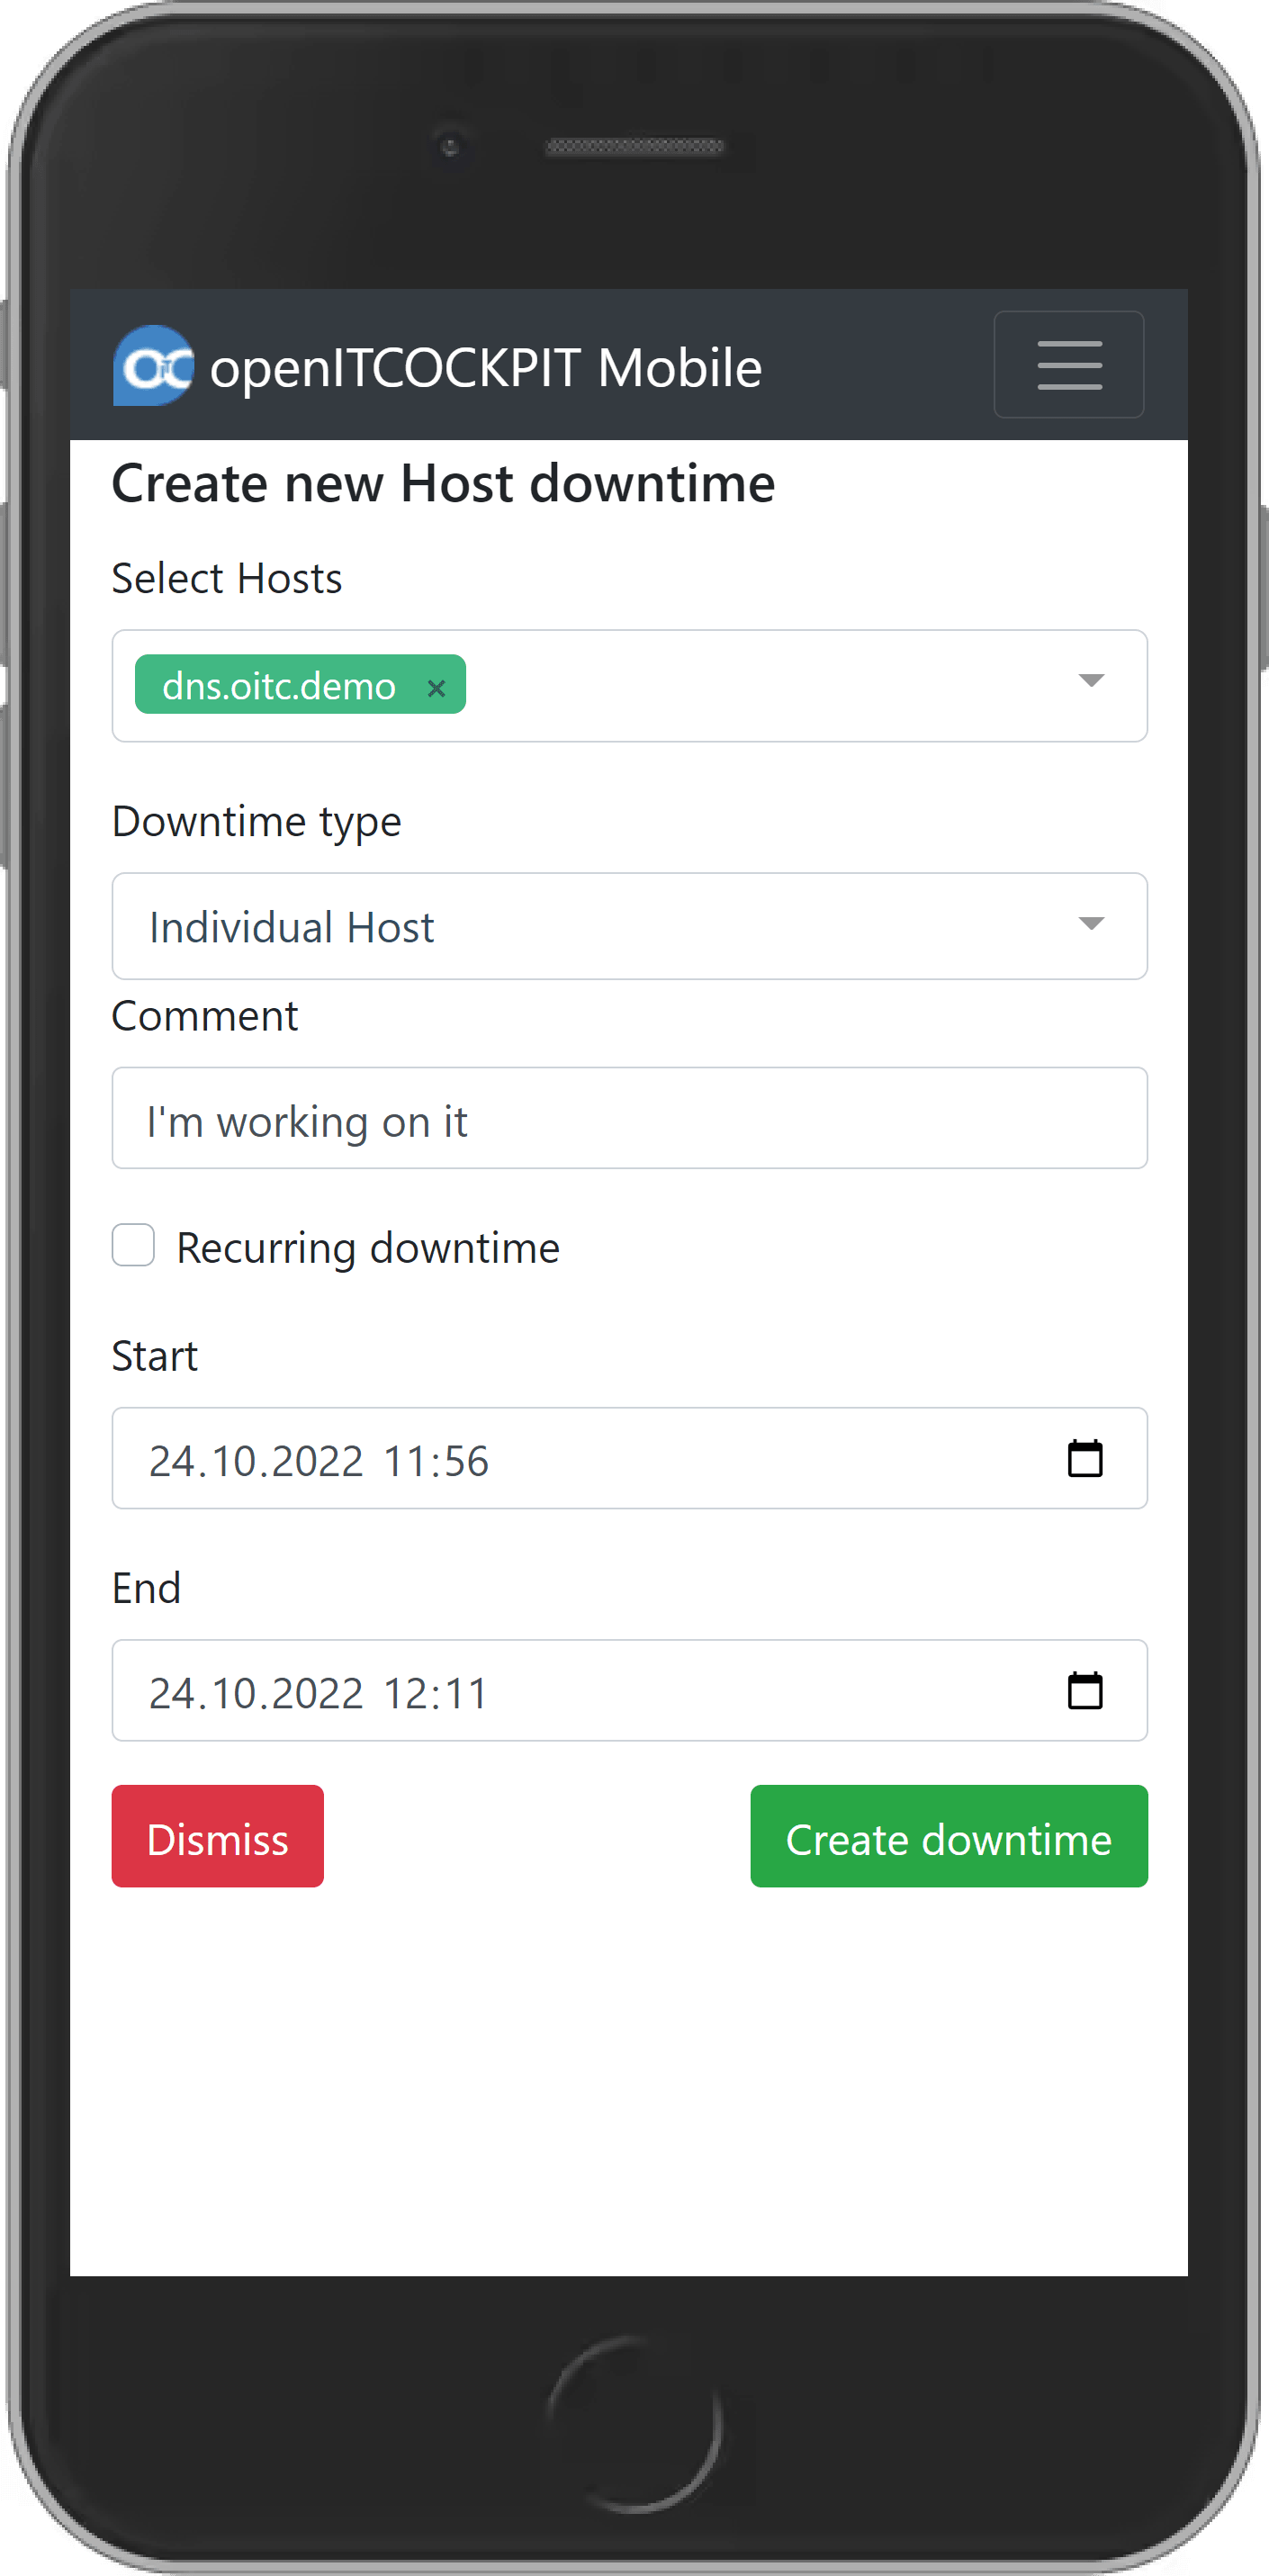 OiTC openITCOCKPIT Mobile
Create new Host downtime
Select Hosts
dns.oitc.demo ×
Downtime type
Individual Host
Comment
I'm working on it
Recurring downtime
Start
24.10.2022 11:56
End
24.10.2022 12:11
Dismiss
Create downtime